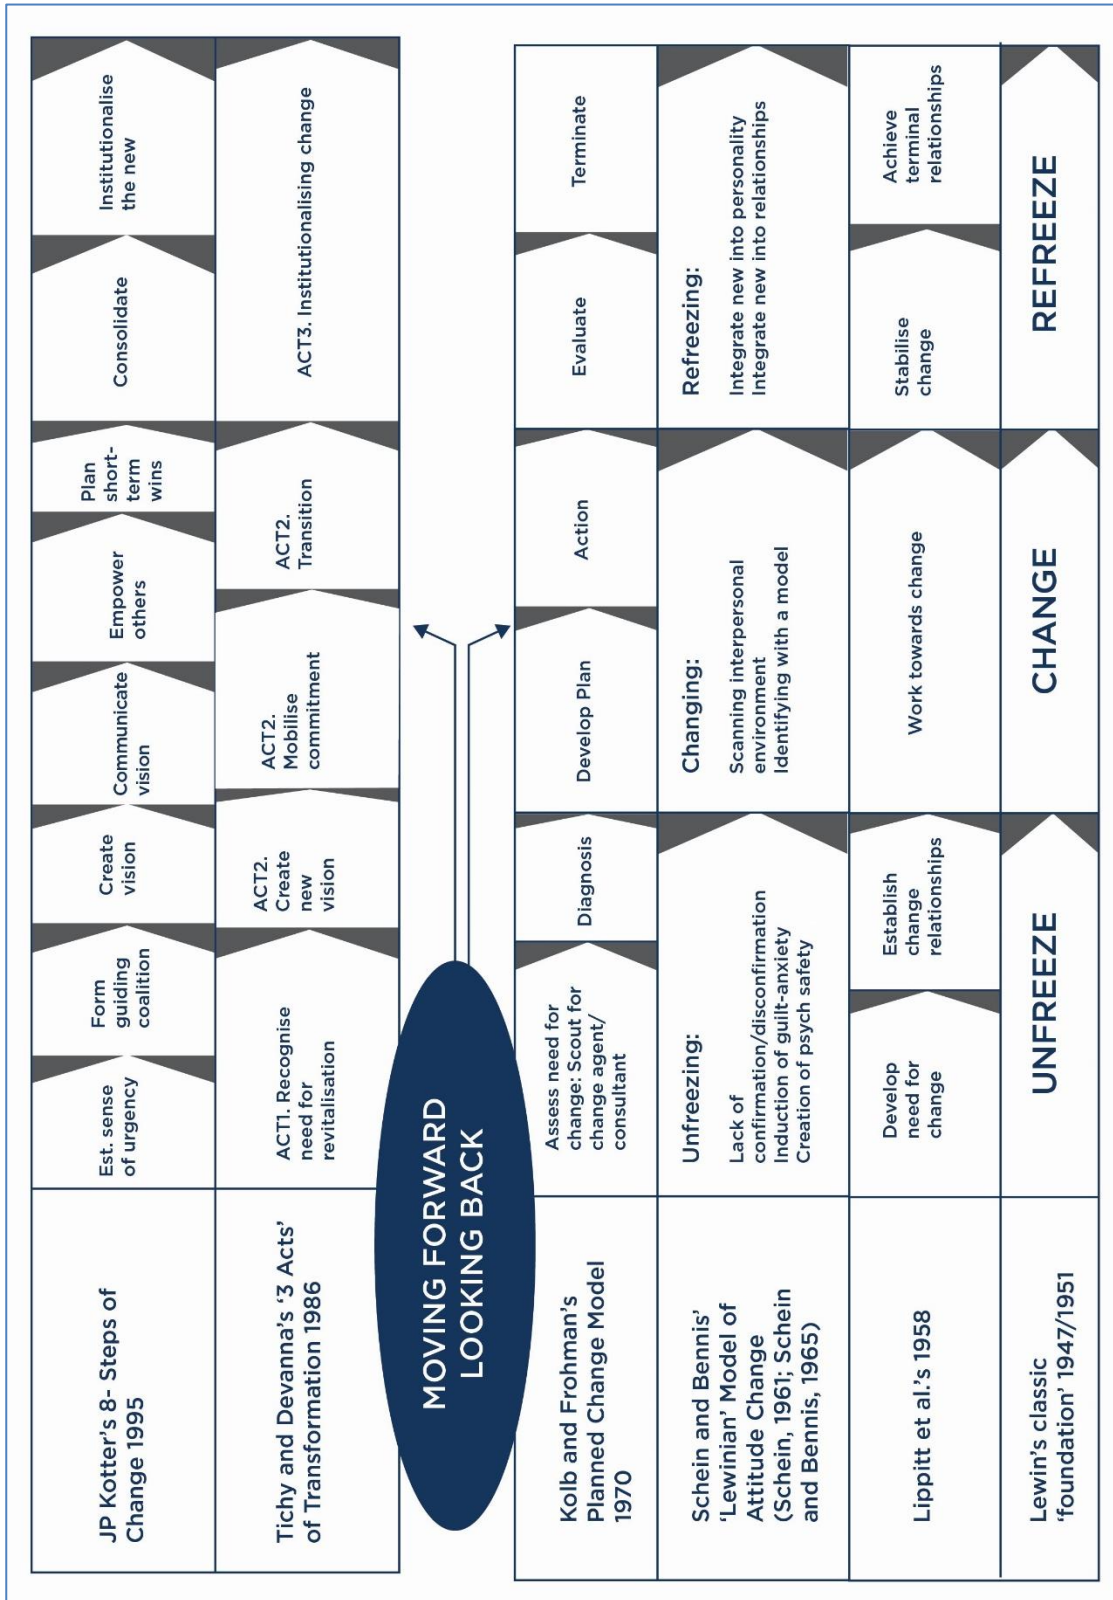 JP Kotter's 8- Steps of
Change 1995
Est. sense
of urgency
Form
guiding
coalition
Create
vision
Communicate
vision
Empower
others
Plan
short-
term
wins
Consolidate
Institutionalise
the new
Tichy and Devanna's ‘3 Acts’
of Transformation 1986
ACT1. Recognise
need for
revitalisation
ACT2.
Create
new
vision
ACT2.
Mobilise
commitment
ACT2.
Transition
ACT3. Institutionalising change
MOVING FORWARD
LOOKING BACK
Kolb and Frohman's
Planned Change Model
1970
Assess need for
change: Scout for
change agent/
consultant
Diagnosis
Develop Plan
Action
Evaluate
Terminate
Schein and Bennis'
‘Lewinian’ Model of
Attitude Change
(Schein, 1961; Schein
and Bennis, 1965)
Unfreezing:
Lack of
confirmation/disconfirmation
Induction of guilt-anxiety
Creation of psych safety
Changing:
Scanning interpersonal
environment
Identifying with a model
Refreezing:
Integrate new into personality
Integrate new into relationships
Lippitt et al.'s 1958
Develop
need for
change
Establish
change
relationships
Work towards change
Stabilise
change
Achieve
terminal
relationships
Lewin's classic
‘foundation’ 1947/1951
UNFREEZE
CHANGE
REFREEZE